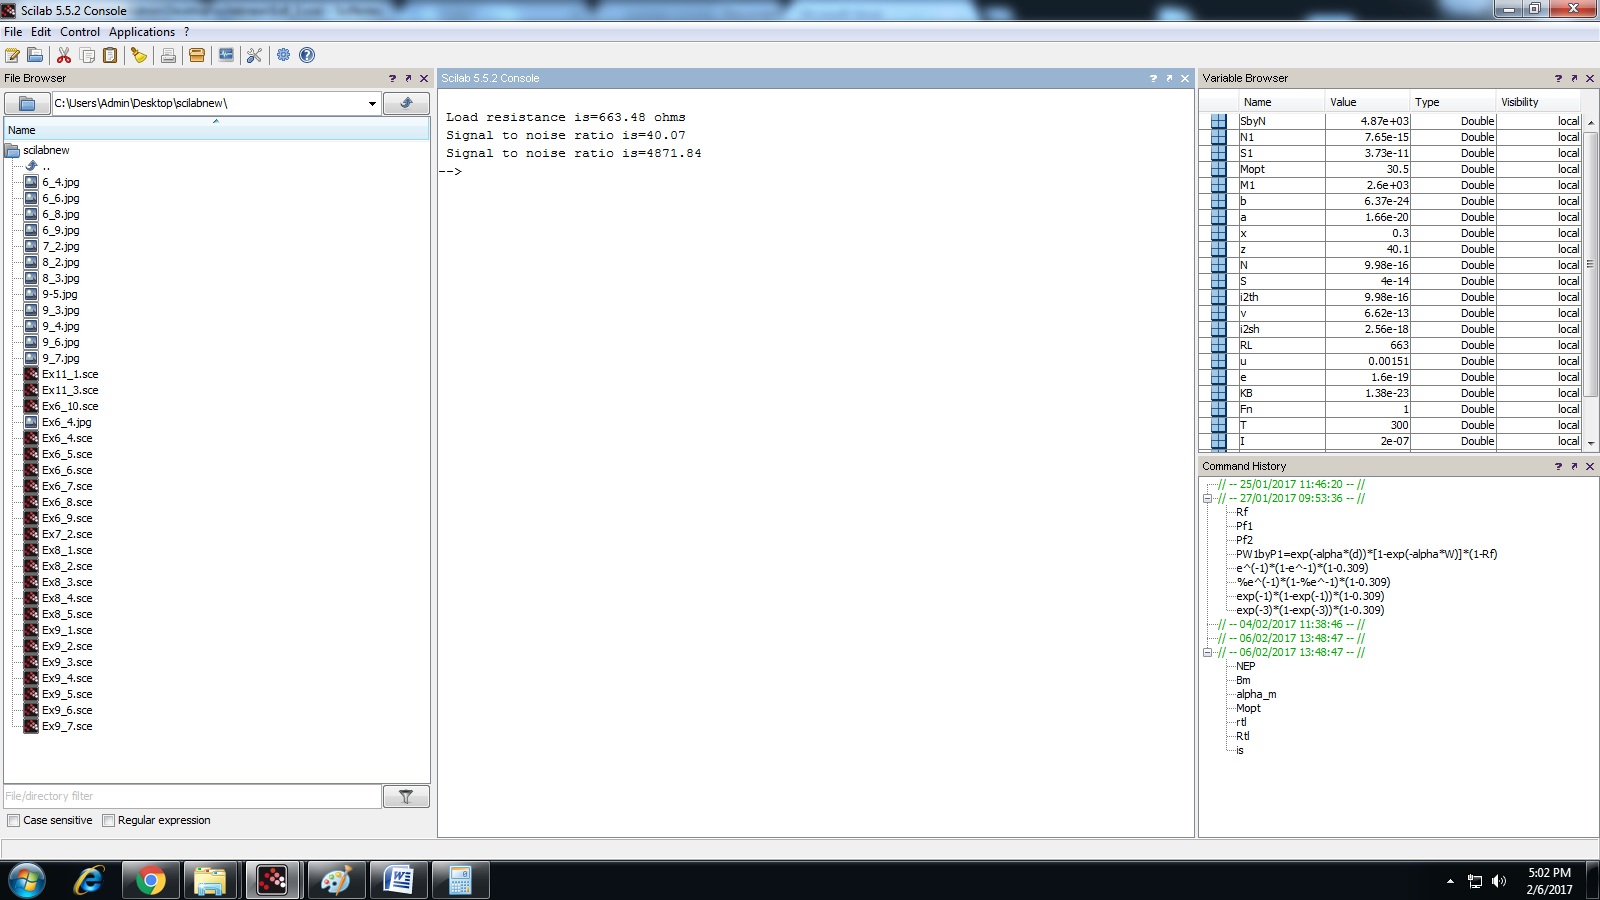 Scilab 5.5.2 Console
File Edit Control Applications ?
File Browser
C:\Users\Admin\Desktop\scilabnew\
Name
scilabnew
..
6_4.jpg
6_6.jpg
6_8.jpg
6_9.jpg
7_2.jpg
8_2.jpg
8_3.jpg
9-5.jpg
9_3.jpg
9_4.jpg
9_6.jpg
9_7.jpg
Ex11_1.sce
Ex11_3.sce
Ex6_10.sce
Ex6_4.jpg
Ex6_4.sce
Ex6_5.sce
Ex6_6.sce
Ex6_7.sce
Ex6_8.sce
Ex6_9.sce
Ex7_2.sce
Ex8_1.sce
Ex8_2.sce
Ex8_3.sce
Ex8_4.sce
Ex8_5.sce
Ex9_1.sce
Ex9_2.sce
Ex9_3.sce
Ex9_4.sce
Ex9_5.sce
Ex9_6.sce
Ex9_7.sce
File/directory filter
Case sensitive Regular expression
Scilab 5.5.2 Console
Load resistance is=663.48 ohms
Signal to noise ratio is=40.07
Signal to noise ratio is=4871.84
-->
Variable Browser
Name Value Type Visibility
SbyN 4.87e+03 Double local
N1 7.65e-15 Double local
S1 3.73e-11 Double local
Mopt 30.5 Double local
M1 2.6e+03 Double local
b 6.37e-24 Double local
a 1.66e-20 Double local
x 0.3 Double local
z 40.1 Double local
N 9.98e-16 Double local
S 4e-14 Double local
i2th 9.98e-16 Double local
v 6.62e-13 Double local
i2sh 2.56e-18 Double local
RL 663 Double local
u 0.00151 Double local
e 1.6e-19 Double local
KB 1.38e-23 Double local
Fn 1 Double local
T 300 Double local
I 2e-07 Double local
Command History
// -- 25/01/2017 11:46:20 -- //
// -- 27/01/2017 09:53:36 -- //
Rf
Pf1
Pf2
PW1byP1=exp(-alpha*(d))*[1-exp(-alpha*W)]*(1-Rf)
e^(-1)*(1-e^-1)*(1-0.309)
%e^(-1)*(1-%e^-1)*(1-0.309)
exp(-1)*(1-exp(-1))*(1-0.309)
exp(-3)*(1-exp(-3))*(1-0.309)
// -- 04/02/2017 11:38:46 -- //
// -- 06/02/2017 13:48:47 -- //
// -- 06/02/2017 13:48:47 -- //
NEP
Bm
alpha_m
Mopt
rtl
Rtl
is
5:02 PM
2/6/2017